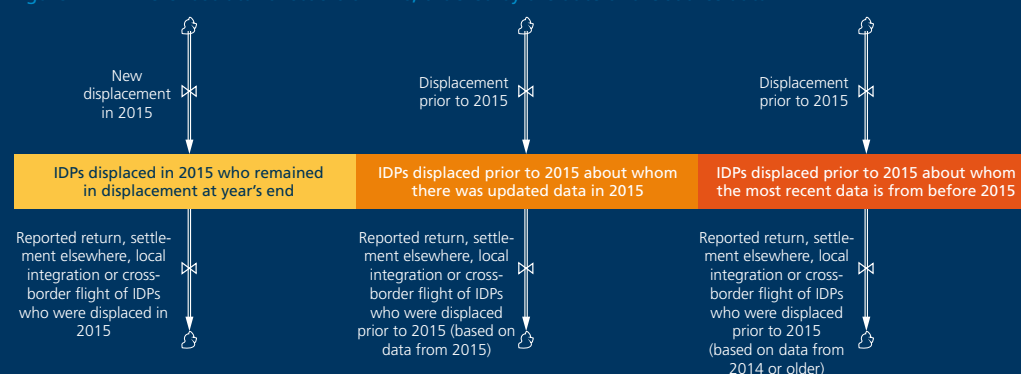 New
displacement
in 2015
Displacement
prior to 2015
Displacement
prior to 2015
IDPs displaced in 2015 who remained
in displacement at year's end
IDPs displaced prior to 2015 about whom
there was updated data in 2015
IDPs displaced prior to 2015 about whom
the most recent data is from before 2015
Reported return, settle-
ment elsewhere, local
integration or cross-
border flight of IDPs
who were displaced in
2015
Reported return, settle-
ment elsewhere, local
integration or cross-
border flight of IDPs
who were displaced
prior to 2015 (based on
data from 2015)
Reported return, settle-
ment elsewhere, local
integration or cross-
border flight of IDPs
who were displaced
prior to 2015
(based on data from
2014 or older)